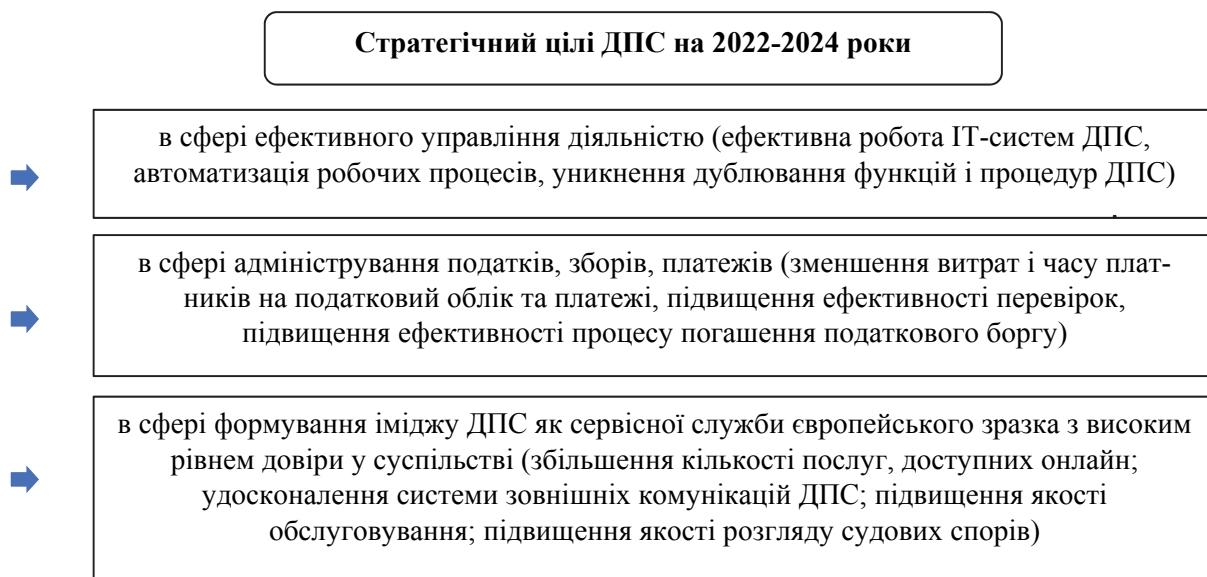 Стратегічний цілі ДПС на 2022-2024 роки
в сфері ефективного управління діяльністю (ефективна робота ІТ-систем ДПС,
автоматизація робочих процесів, уникнення дублювання функцій і процедур ДПС)
в сфері адміністрування податків, зборів, платежів (зменшення витрат і часу плат-
ників на податковий облік та платежі, підвищення ефективності перевірок,
підвищення ефективності процесу погашення податкового боргу)
в сфері формування іміджу ДПС як сервісної служби європейського зразка з високим
рівнем довіри у суспільстві (збільшення кількості послуг, доступних онлайн;
удосконалення системи зовнішніх комунікацій ДПС; підвищення якості
обслуговування; підвищення якості розгляду судових спорів)